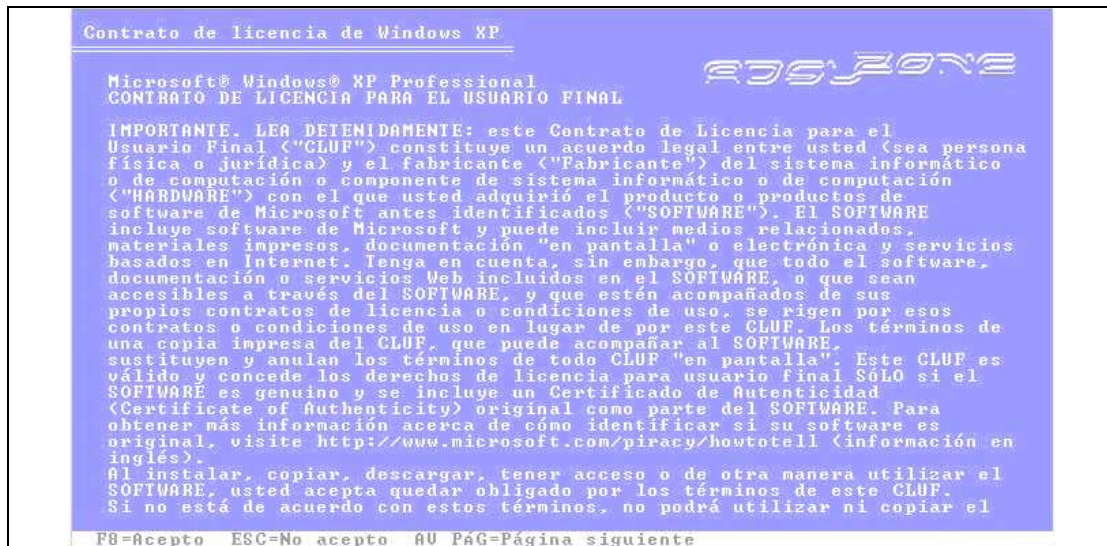 Contrato de licencia de Windows XP
ADSLZONE
Microsoft® Windows® XP Professional
CONTRATO DE LICENCIA PARA EL USUARIO FINAL
IMPORTANTE. LEA DETENIDAMENTE: este Contrato de Licencia para el
Usuario Final ("CLUF") constituye un acuerdo legal entre usted (sea persona
física o jurídica) y el fabricante ("Fabricante") del sistema informático
o de computación o componente de sistema informático o de computación
("HARDWARE") con el que usted adquirió el producto o productos de
software de Microsoft antes identificados ("SOFTWARE"). El SOFTWARE
incluye software de Microsoft y puede incluir medios relacionados,
materiales impresos, documentación "en pantalla" o electrónica y servicios
basados en Internet. Tenga en cuenta, sin embargo, que todo el software,
documentación o servicios Web incluidos en el SOFTWARE, o que sean
accesibles a través del SOFTWARE, y que estén acompañados de sus
propios contratos de licencia o condiciones de uso, se rigen por esos
contratos o condiciones de uso en lugar de por este CLUF. Los términos de
una copia impresa del CLUF, que puede acompañar al SOFTWARE,
sustituyen y anulan los términos de todo CLUF "en pantalla". Este CLUF es
válido y concede los derechos de licencia para usuario final SÓLO si el
SOFTWARE es genuino y se incluye un Certificado de Autenticidad
(Certificate of Authenticity) original como parte del SOFTWARE. Para
obtener más información acerca de cómo identificar si su software es
original, visite http://www.microsoft.com/piracy/howtotell (información en
inglés).
Al instalar, copiar, descargar, tener acceso o de otra manera utilizar el
SOFTWARE, usted acepta quedar obligado por los términos de este CLUF.
Si no está de acuerdo con estos términos, no podrá utilizar ni copiar el
F8=Acepto ESC=No acepto AV PÁG=Página siguiente